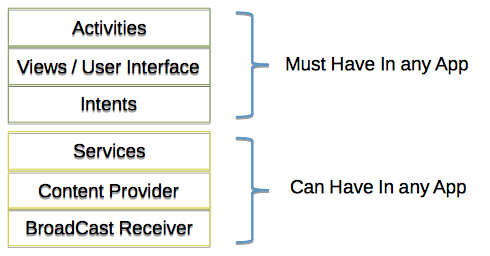 Activities
Views / User Interface
Intents
Must Have In any App
Services
Content Provider
BroadCast Receiver
Can Have In any App